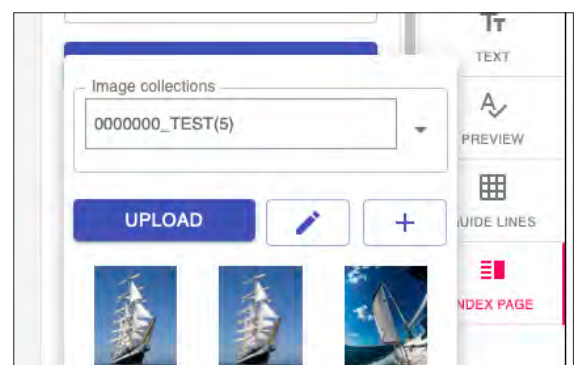 Image collections
0000000_TEST(5)
UPLOAD
TEXT
PREVIEW
UIDE LINES
NDEX PAGE